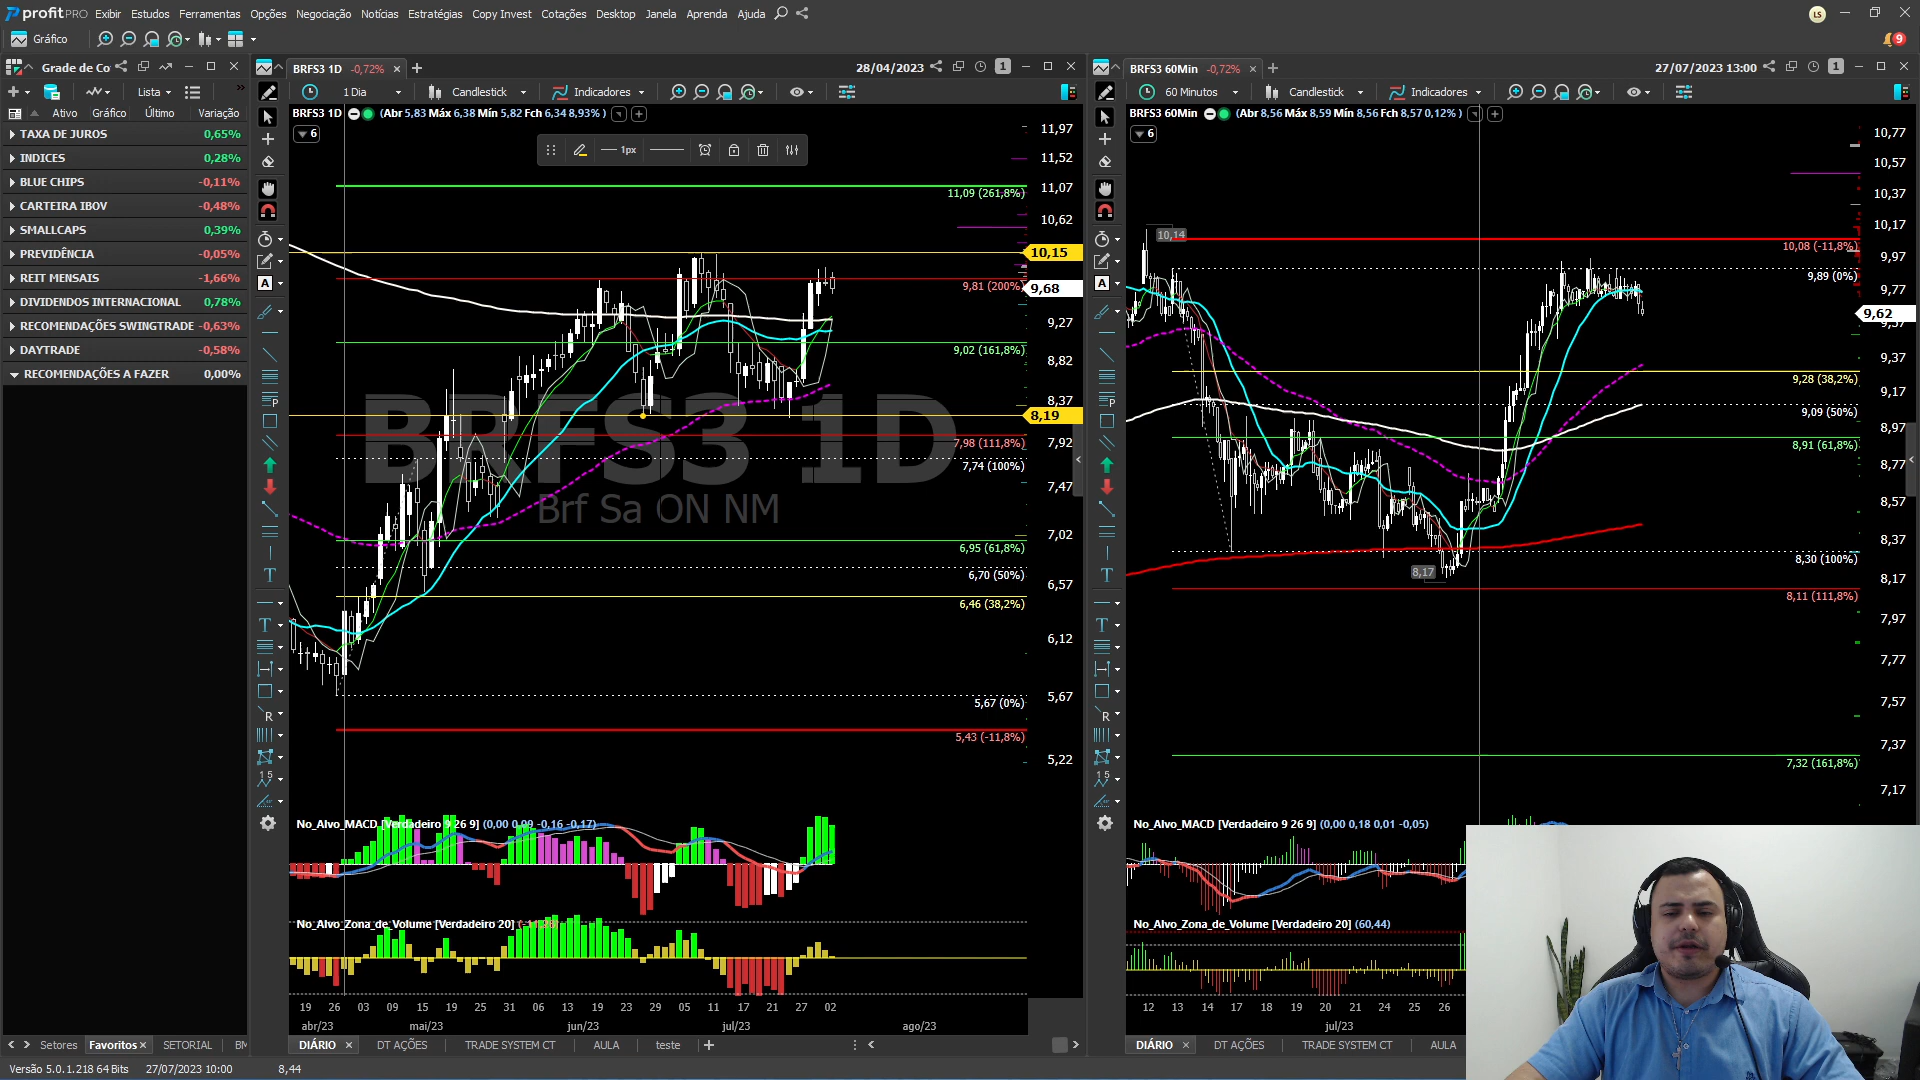 profitPRO Exibir Estudos Ferramentas Opções Negociação Notícias Estratégias Copy Invest Cotações Desktop Janela Aprenda Ajuda
LS
Gráfico
9
Grade de Co
Lista
Ativo Gráfico Último Variação
TAXA DE JUROS 0,65%
INDICES 0,28%
BLUE CHIPS -0,11%
CARTEIRA IBOV -0,48%
SMALLCAPS 0,39%
PREVIDÊNCIA -0,05%
REIT MENSAIS -1,66%
DIVIDENDOS INTERNACIONAL 0,78%
RECOMENDAÇÕES SWINGTRADE -0,63%
DAYTRADE -0,58%
RECOMENDAÇÕES A FAZER 0,00%
Setores Favoritos SETORIAL
BRFS3 1D -0,72%
28/04/2023 1
1 Dia Candlestick Indicadores
BRFS3 1D (Abr 5,83 Máx 6,38 Mín 5,82 Fch 6,34 8,93% )
6
1px
BRFS3 1D
Brf Sa ON NM
11,09 (261,8%)
9,81 (200%)
9,02 (161,8%)
7,98 (111,8%)
7,74 (100%)
6,95 (61,8%)
6,70 (50%)
6,46 (38,2%)
5,67 (0%)
5,43 (-11,8%)
11,97
11,52
11,07
10,62
10,15
9,68
9,27
8,82
8,37
8,19
7,92
7,47
7,02
6,57
6,12
5,67
5,22
No_Alvo_MACD [Verdadeiro 9 26 9] (0,00 0,09 -0,16 -0,17)
No_Alvo_Zona_de_Volume [Verdadeiro 20]
19 26 03 09 15 19 25 31 06 13 19 23 29 05 11 17 21 27 02
abr/23 mai/23 jun/23 jul/23 ago/23
DIÁRIO DT AÇÕES TRADE SYSTEM CT AULA teste
BRFS3 60Min -0,72%
27/07/2023 13:00 1
60 Minutos Candlestick Indicadores
BRFS3 60Min (Abr 8,56 Máx 8,59 Mín 8,56 Fch 8,57 0,12% )
6
10,14
8,17
10,08 (-11,8%)
9,89 (0%)
9,28 (38,2%)
9,09 (50%)
8,91 (61,8%)
8,30 (100%)
8,11 (111,8%)
7,32 (161,8%)
10,77
10,57
10,37
10,17
9,97
9,77
9,62
9,57
9,37
9,17
8,97
8,77
8,57
8,37
8,17
7,97
7,77
7,57
7,37
7,17
No_Alvo_MACD [Verdadeiro 9 26 9] (0,00 0,18 0,01 -0,05)
No_Alvo_Zona_de_Volume [Verdadeiro 20] (60,44)
12 13 14 17 18 19 20 21 24 25 26
jul/23
DIÁRIO DT AÇÕES TRADE SYSTEM CT AULA
Versão 5.0.1.218 64 Bits 27/07/2023 10:00 8,44